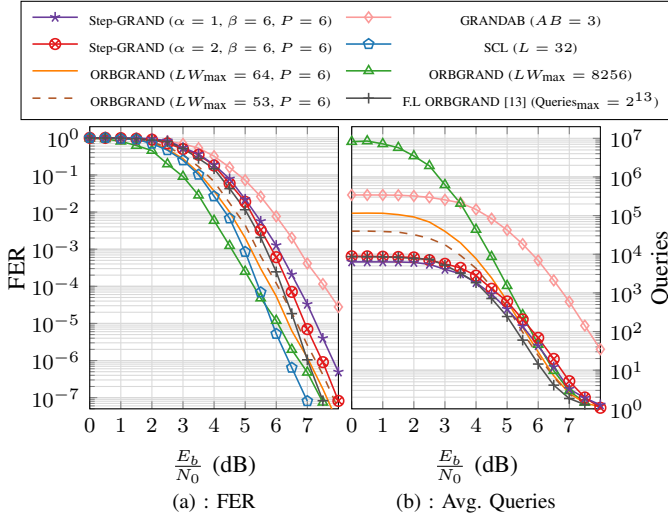 Step-GRAND (α = 1, β = 6, P = 6)
GRANDAB (AB = 3)
Step-GRAND (α = 2, β = 6, P = 6)
SCL (L = 32)
ORBGRAND (LWmax = 64, P = 6)
ORBGRAND (LWmax = 8256)
ORBGRAND (LWmax = 53, P = 6)
F.L ORBGRAND [13] (Queriesmax = 2^13)
FER
10^0
10^−1
10^−2
10^−3
10^−4
10^−5
10^−6
10^−7
0 1 2 3 4 5 6 7
E_b/N_0 (dB)
(a) : FER
10^7
10^6
10^5
10^4
10^3
10^2
10^1
10^0
Queries
0 1 2 3 4 5 6 7
E_b/N_0 (dB)
(b) : Avg. Queries